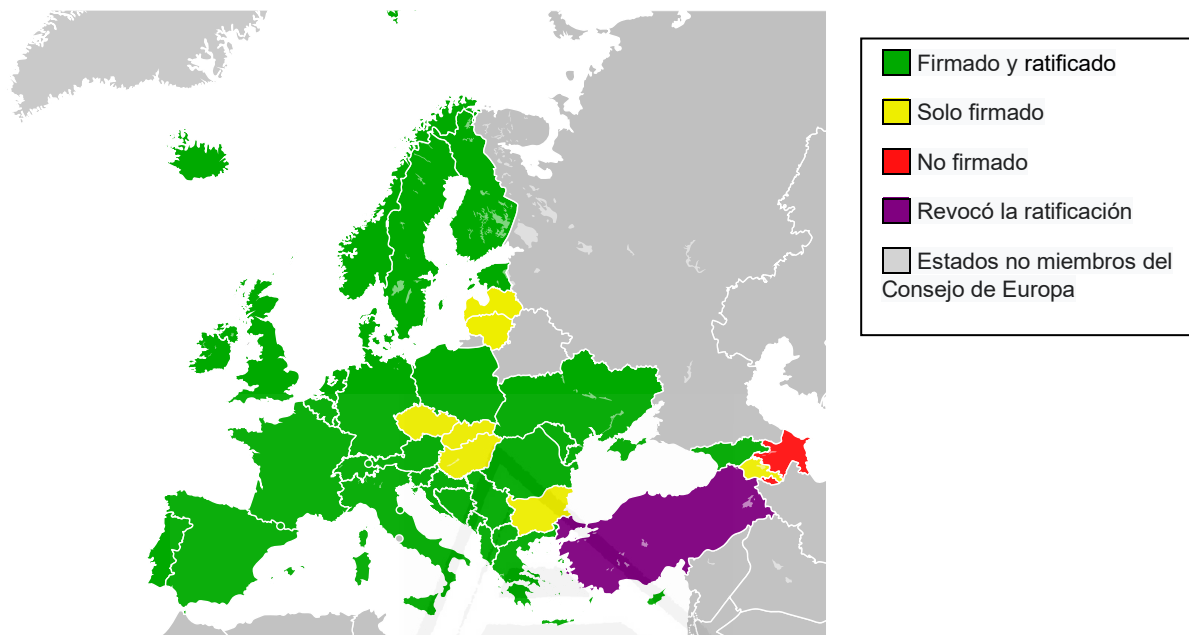 Firmado y ratificado
Solo firmado
No firmado
Revocó la ratificación
Estados no miembros del
Consejo de Europa